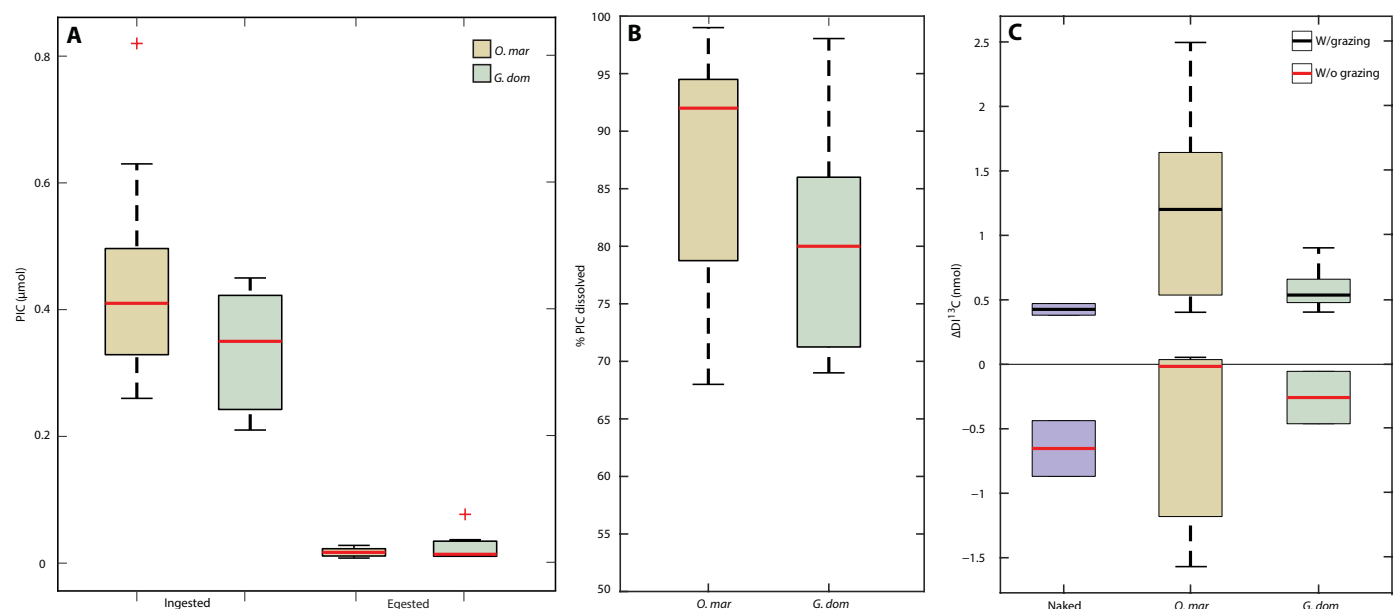 A
O. mar
G. dom
0.8
0.6
0.4
0.2
0
PIC (μmol)
Ingested
Egested
B
100
95
90
85
80
75
70
65
60
55
50
% PIC dissolved
O. mar
G. dom
C
W/grazing
W/o grazing
2.5
2
1.5
1
0.5
0
−0.5
−1
−1.5
ΔDI¹³C (nmol)
Naked
O. mar
G. dom